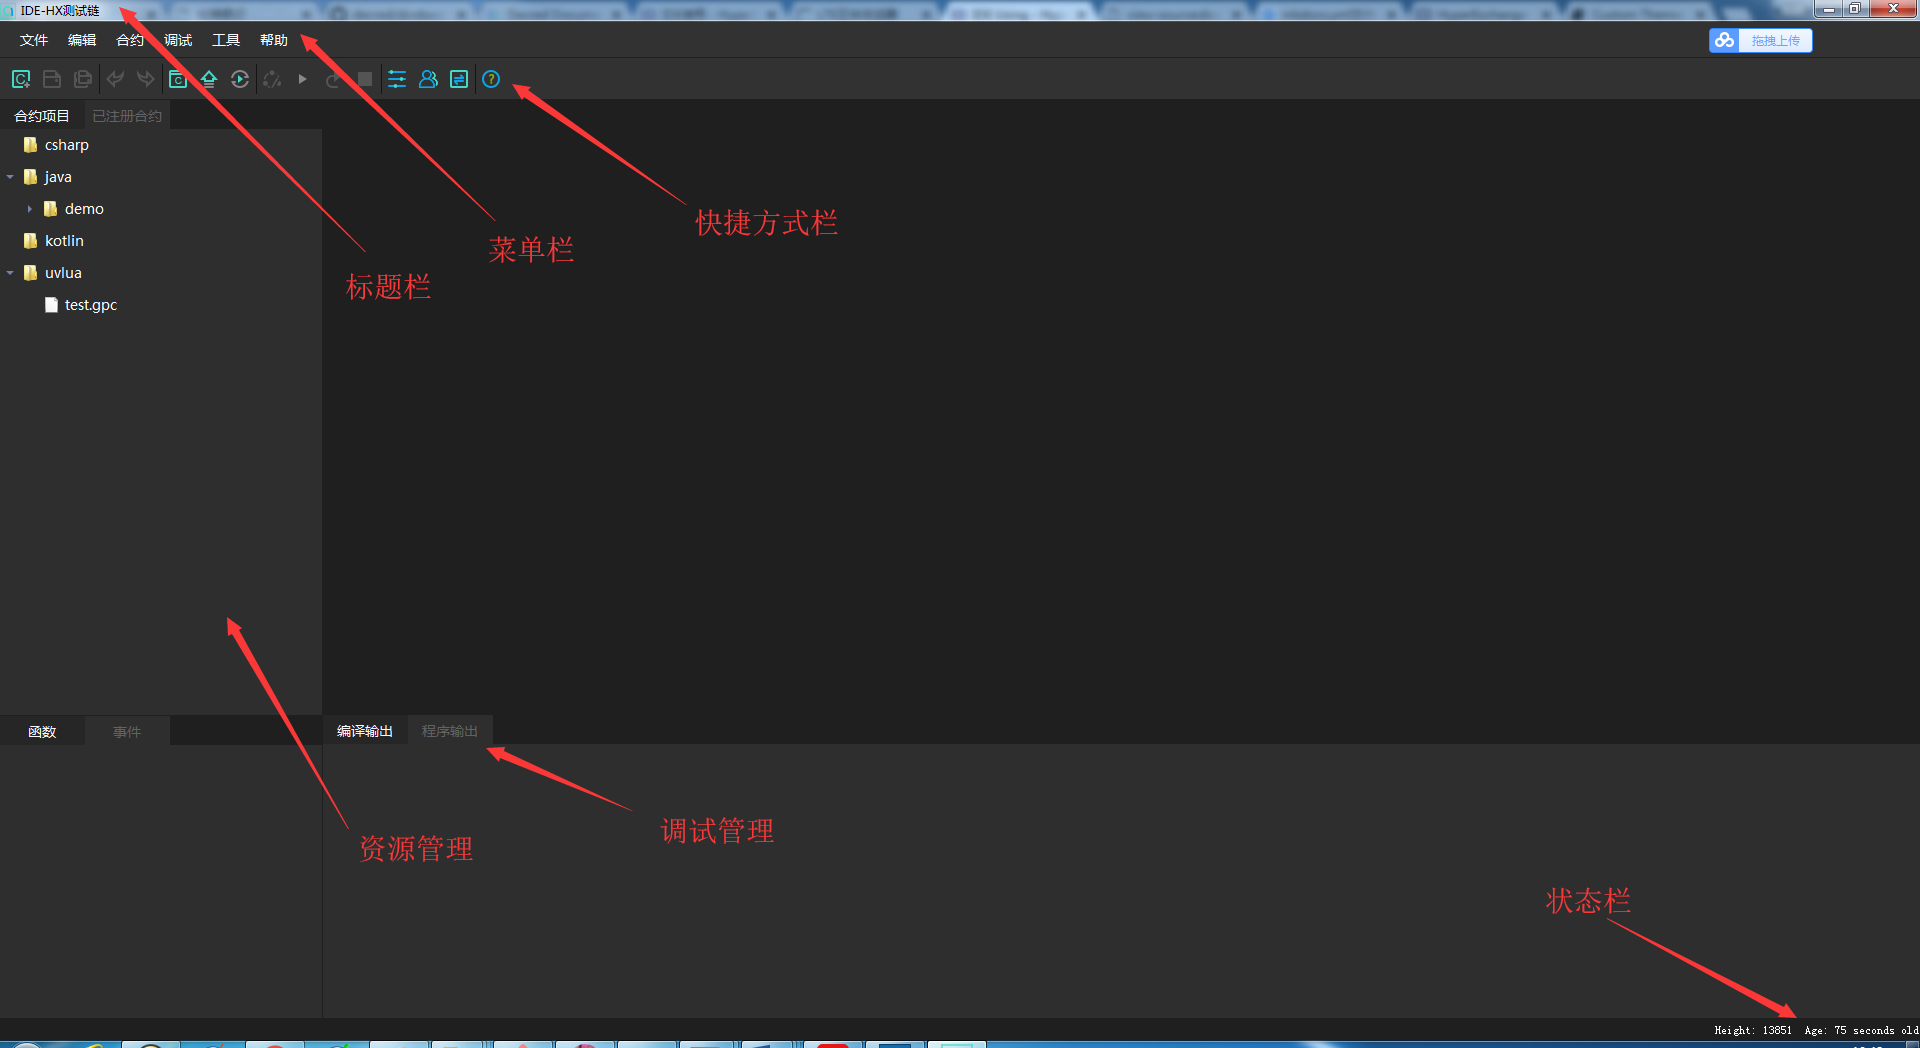 IDE-HX测试链
文件 编辑 合约 调试 工具 帮助
拖拽上传
合约项目 已注册合约
csharp
java
demo
kotlin
uvlua
test.gpc
快捷方式栏
菜单栏
标题栏
函数 事件
编译输出 程序输出
调试管理
资源管理
状态栏
Height: 13851 Age: 75 seconds old